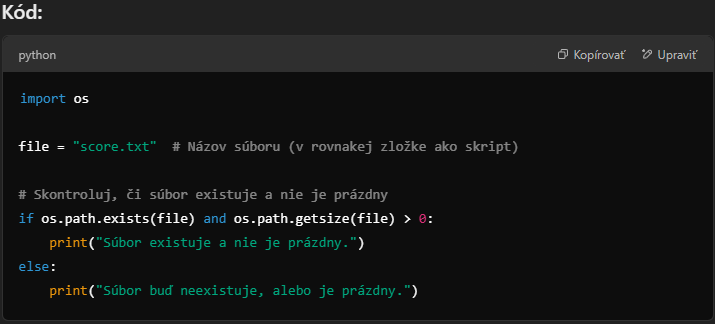 Kód:
python
Kopírovať
Upraviť
import os
file = "score.txt"  # Názov súboru (v rovnakej zložke ako skript)
# Skontroluj, či súbor existuje a nie je prázdny
if os.path.exists(file) and os.path.getsize(file) > 0:
    print("Súbor existuje a nie je prázdny.")
else:
    print("Súbor buď neexistuje, alebo je prázdny.")